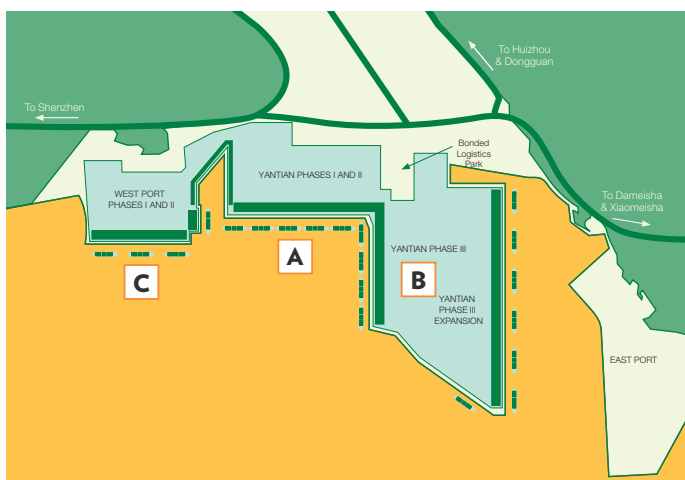 To Huizhou
& Dongguan
To Shenzhen
Bonded
Logistics
Park
YANTIAN PHASES I AND II
WEST PORT
PHASES I AND II
To Dameisha
& Xiaomeisha
YANTIAN PHASE III
A
B
C
YANTIAN
PHASE III
EXPANSION
EAST PORT